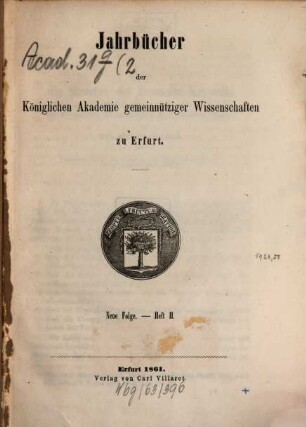 Jahrbücher
Acad. 31 g/(2
der
Königlichen Akademie gemeinnütziger Wissenschaften
zu Erfurt.
Neue Folge. — Heft II
Erfurt 1861.
Verlag von Carl Villaret.